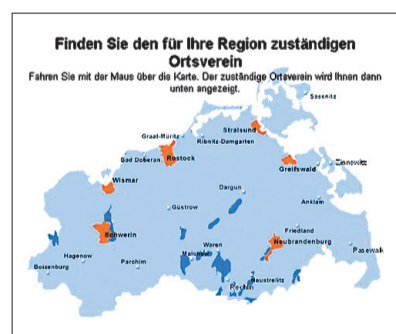 Finden Sie den für Ihre Region zuständigen
Ortsverein
Fahren Sie mit der Maus über die Karte. Der zuständige Ortsverein wird Ihnen dann
unten angezeigt.
Sassnitz
Stralsund
Graal-Müritz
Ribnitz-Damgarten
Bad Doberan
Rostock
Greifswald
Zinnowitz
Wismar
Dargun
Güstrow
Anklam
Schwerin
Friedland
Waren
Neubrandenburg
Pasewalk
Hagenow
Malchow
Parchim
Boizenburg
Neustrelitz
Rechlin